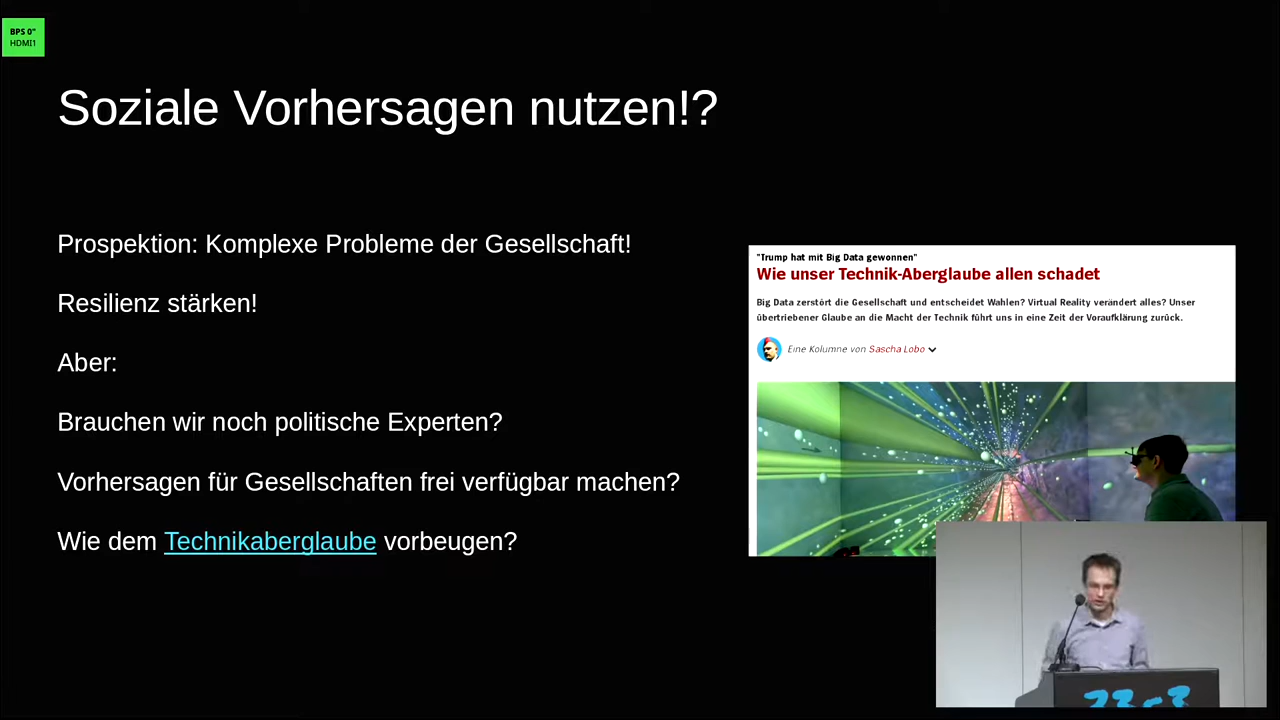 BPS 0"
HDMI1
Soziale Vorhersagen nutzen!?
Prospektion: Komplexe Probleme der Gesellschaft!
Resilienz stärken!
Aber:
Brauchen wir noch politische Experten?
Vorhersagen für Gesellschaften frei verfügbar machen?
Wie dem Technikaberglaube vorbeugen?
"Trump hat mit Big Data gewonnen"
Wie unser Technik-Aberglaube allen schadet
Big Data zerstört die Gesellschaft und entscheidet Wahlen? Virtual Reality verändert alles? Unser
übertriebener Glaube an die Macht der Technik führt uns in eine Zeit der Voraufklärung zurück.
Eine Kolumne von Sascha Lobo